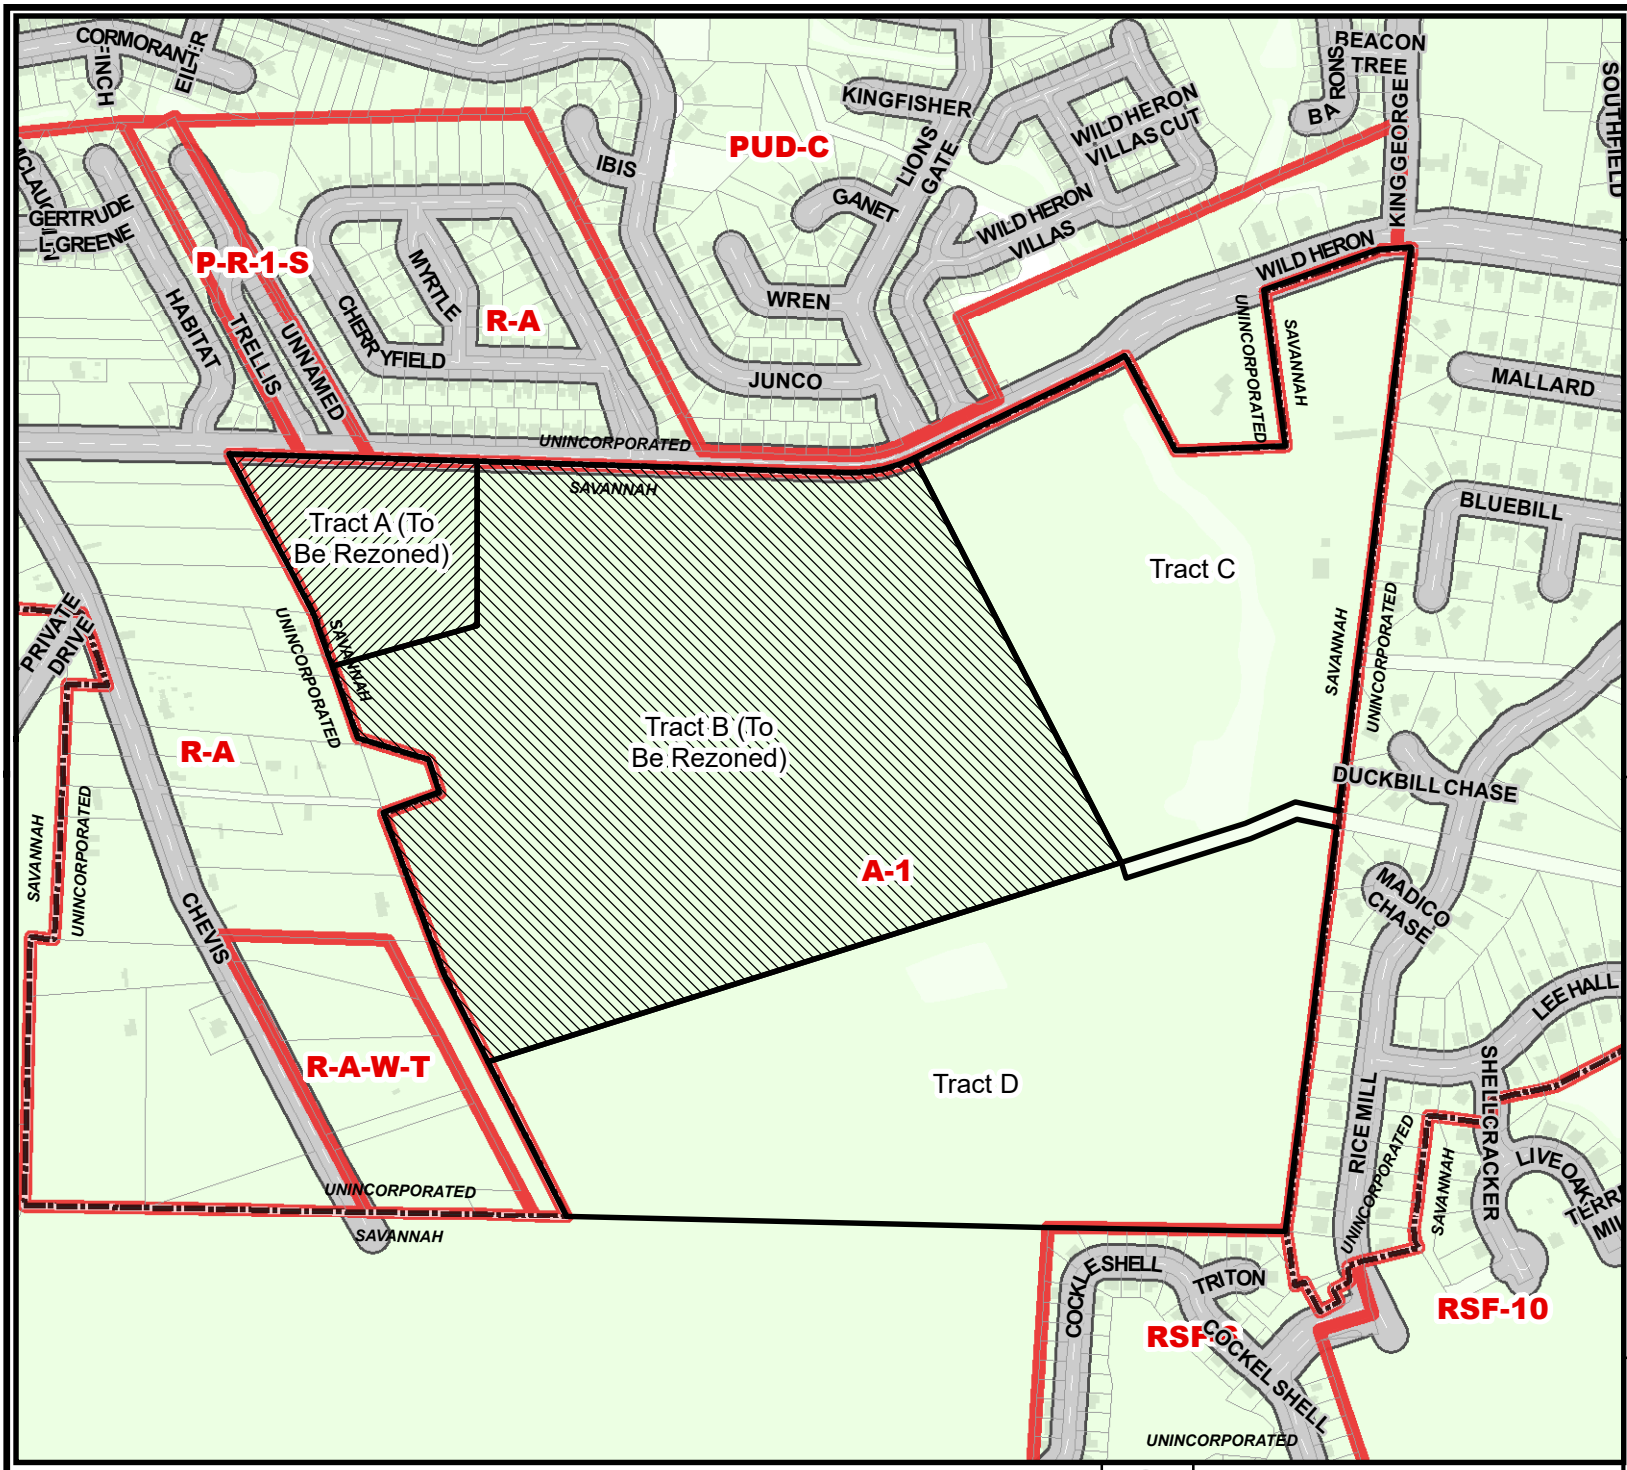 CORMORANT
FINCH
BEACON
TREE
BARONS
SOUTHFIELD
KINGFISHER
WILD HERON
VILLAS CUT
PUD-C
LIONS
GATE
IBIS
KING GEORGE
GERTRUDE
L GREENE
GANET
WILD HERON
VILLAS
P-R-1-S
MYRTLE
WREN
WILD HERON
HABITAT
TRELLIS
UNNAMED
CHERRYFIELD
R-A
UNINCORPORATED
SAVANNAH
JUNCO
MALLARD
UNINCORPORATED
SAVANNAH
BLUEBILL
Tract A (To
Be Rezoned)
Tract C
PRIVATE
DRIVE
UNINCORPORATED
SAVANNAH
SAVANNAH
UNINCORPORATED
Tract B (To
Be Rezoned)
R-A
DUCKBILL CHASE
SAVANNAH
UNINCORPORATED
A-1
MADICO
CHASE
CHEVIS
LEE HALL
R-A-W-T
Tract D
SHELLCRACKER
RICE MILL
UNINCORPORATED
SAVANNAH
LIVE OAK
UNINCORPORATED
SAVANNAH
COCKLE SHELL
TRITON
RSF-10
COCKEL SHELL
UNINCORPORATED